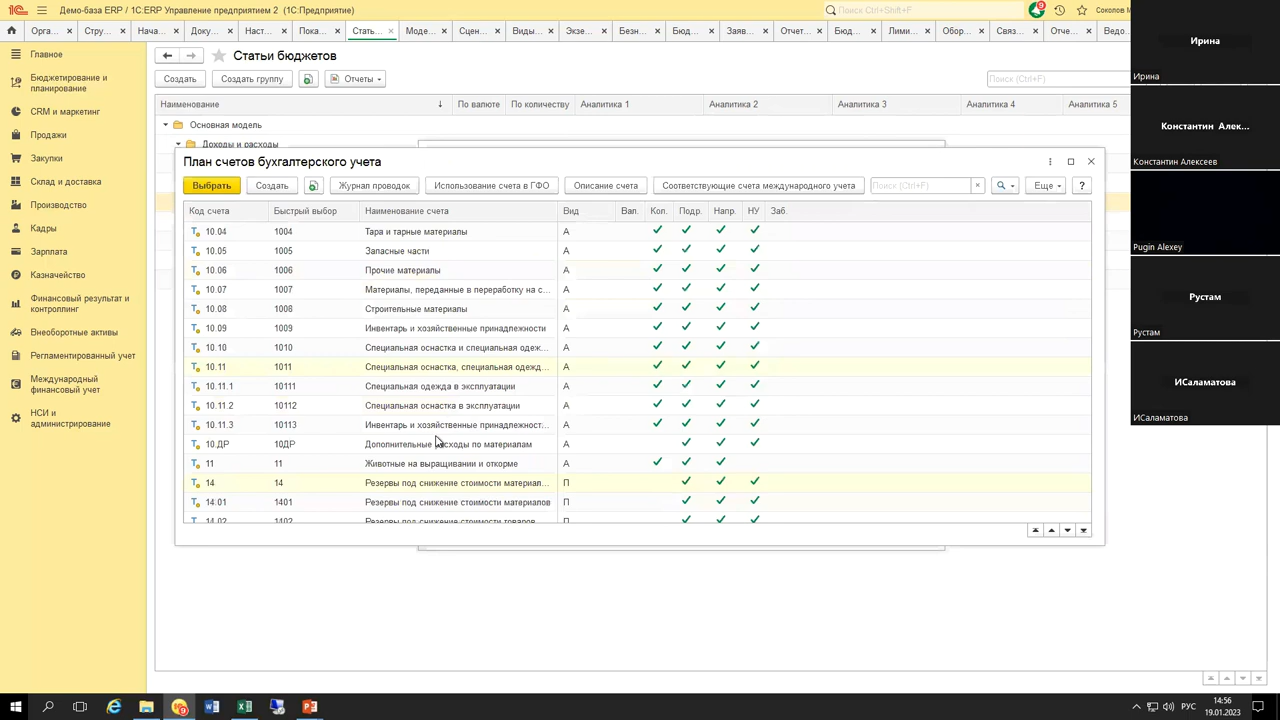 Демо-база ERP / 1С:ERP Управление предприятием 2 (1С:Предприятие)
Поиск Ctrl+Shift+F
Соколов М
Орга...
Стру...
Нача...
Доку...
Наст...
Пока...
Стать...
Моде...
Сцен...
Виды...
Экзе...
Безн...
Бюд...
Заяв...
Отчет...
Бюд...
Лими...
Обор...
Связ...
Отче...
Ведо
Главное
Бюджетирование и
планирование
CRM и маркетинг
Продажи
Закупки
Склад и доставка
Производство
Кадры
Зарплата
Казначейство
Финансовый результат и
контроллинг
Внеоборотные активы
Регламентированный учет
Международный
финансовый учет
НСИ и
администрирование
Статьи бюджетов
Создать
Создать группу
Отчеты
Поиск (Ctrl+F)
Наименование
По валюте
По количеству
Аналитика 1
Аналитика 2
Аналитика 3
Аналитика 4
Аналитика 5
Основная модель
Доходы и расходы
План счетов бухгалтерского учета
Выбрать
Создать
Журнал проводок
Использование счета в ГФО
Описание счета
Соответствующие счета международного учета
Поиск (Ctrl+F)
Еще
?
Код счета Быстрый выбор Наименование счета Вид Вал. Кол. Подр. Напр. НУ Заб.
10.04 1004 Тара и тарные материалы А
10.05 1005 Запасные части А
10.06 1006 Прочие материалы А
10.07 1007 Материалы, переданные в переработку на с... А
10.08 1008 Строительные материалы А
10.09 1009 Инвентарь и хозяйственные принадлежности А
10.10 1010 Специальная оснастка и специальная одеж... А
10.11 1011 Специальная оснастка, специальная одежд... А
10.11.1 10111 Специальная одежда в эксплуатации А
10.11.2 10112 Специальная оснастка в эксплуатации А
10.11.3 10113 Инвентарь и хозяйственные принадлежност... А
10.ДР 10ДР Дополнительные расходы по материалам А
11 11 Животные на выращивании и откорме А
14 14 Резервы под снижение стоимости материал... П
14.01 1401 Резервы под снижение стоимости материалов П
14.02 1402 Резервы под снижение стоимости товаров П
Ирина
Ирина
Константин Алек...
Константин Алексеев
Pugin Alexey
Рустам
Рустам
ИСаламатова
ИСаламатова
РУС
14:56
19.01.2023